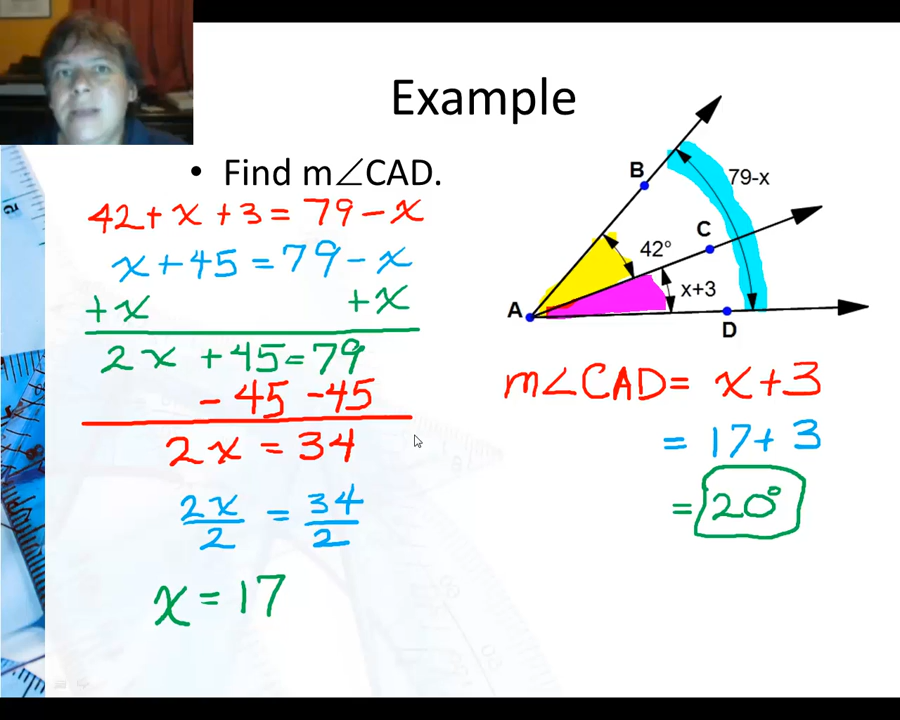 Example
• Find m∠CAD.
42 + x + 3 = 79 - x
x + 45 = 79 - x
+x +x
2x + 45 = 79
- 45 - 45
2x = 34
2x/2 = 34/2
x = 17
B
79-x
C
42°
x+3
A
D
m∠CAD = x + 3
= 17 + 3
= 20°